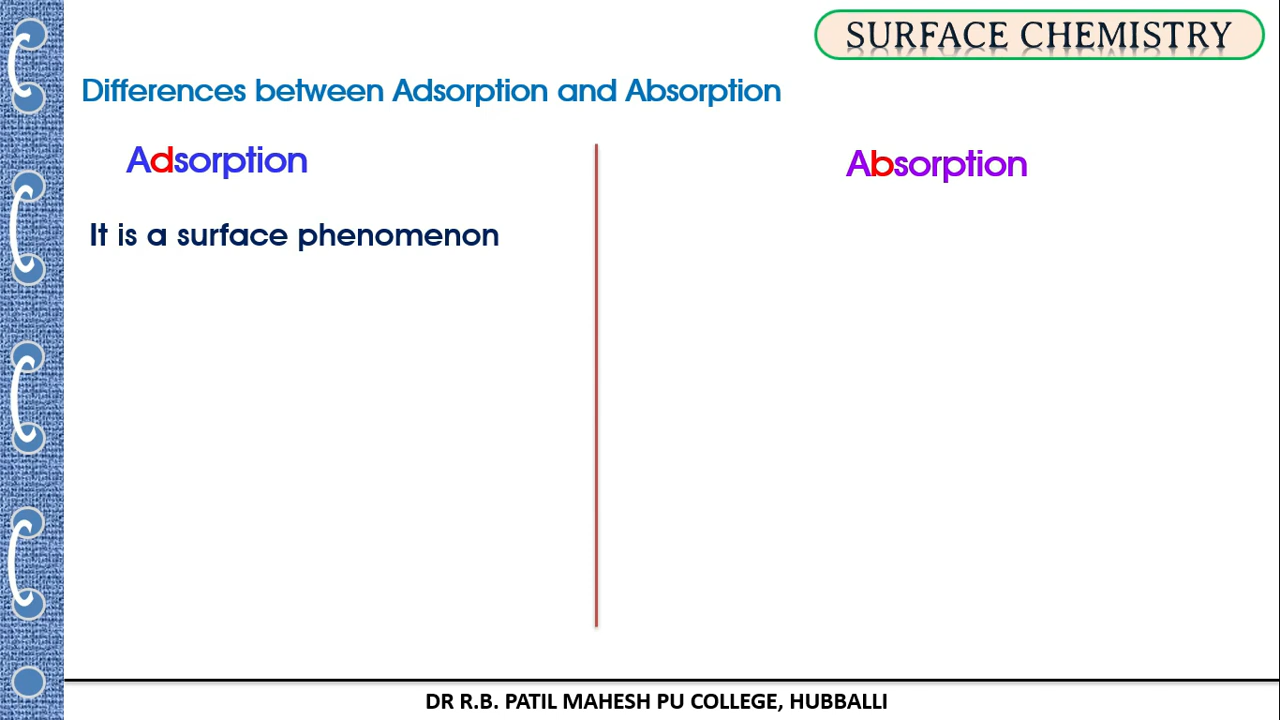 SURFACE CHEMISTRY
Differences between Adsorption and Absorption
Adsorption
Absorption
It is a surface phenomenon
DR R.B. PATIL MAHESH PU COLLEGE, HUBBALLI